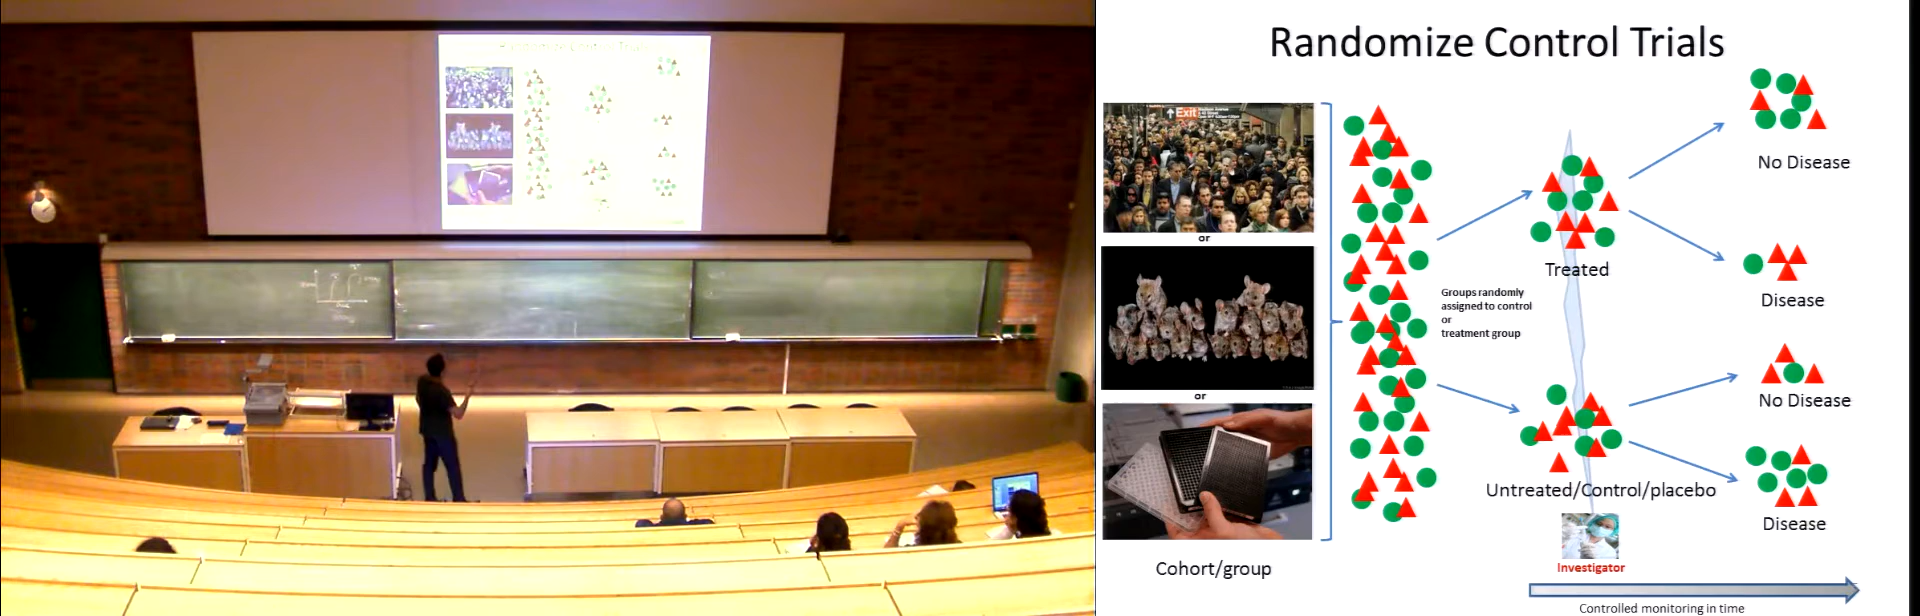 Randomize Control Trials
Exit
or
or
Cohort/group
Groups randomly
assigned to control
or
treatment group
Treated
Untreated/Control/placebo
Investigator
No Disease
Disease
No Disease
Disease
Controlled monitoring in time